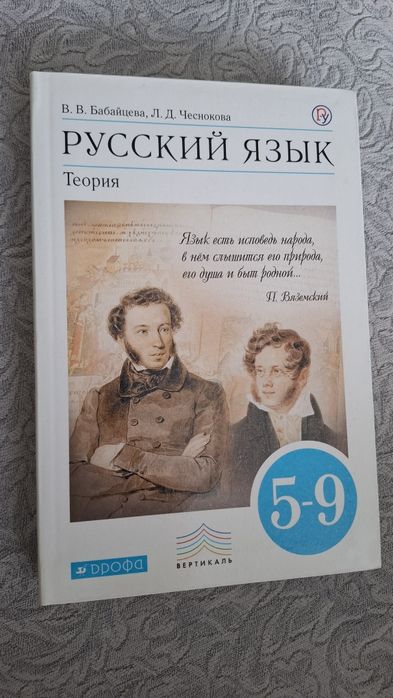 В. В. Бабайцева, Л. Д. Чеснокова
РУССКИЙ ЯЗЫК
Теория
Язык есть исповедь народа,
в нём слышится его природа,
его душа и быт родной...
П. Вяземский
5-9
дрофа
ВЕРТИКАЛЬ